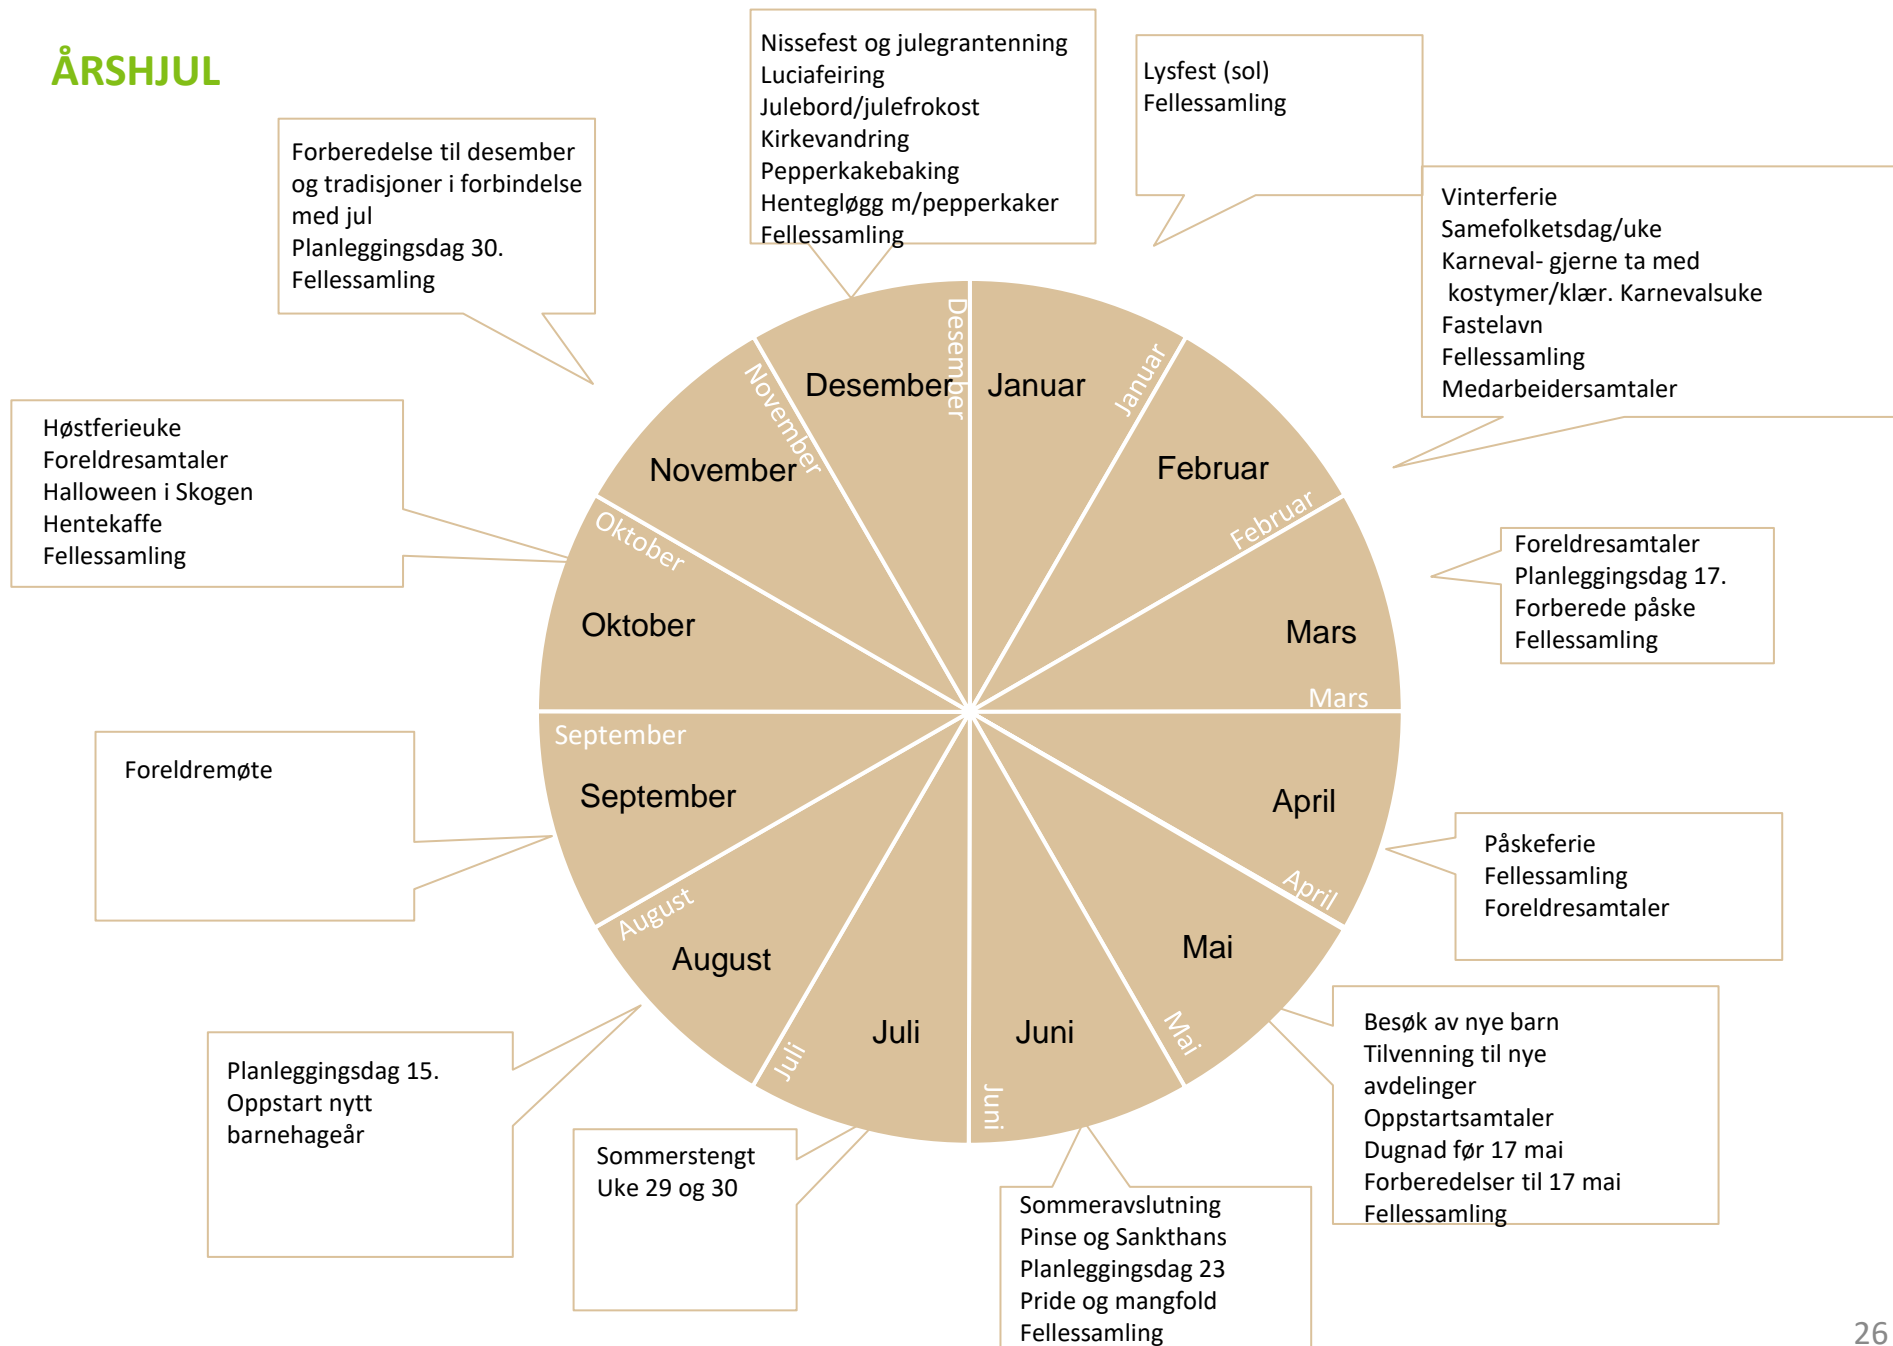 ÅRSHJUL
Nissefest og julegrantenning
Luciafeiring
Julebord/julefrokost
Kirkevandring
Pepperkakebaking
Hentegløgg m/pepperkaker
Fellessamling
Lysfest (sol)
Fellessamling
Forberedelse til desember
og tradisjoner i forbindelse
med jul
Planleggingsdag 30.
Fellessamling
Vinterferie
Samefolketsdag/uke
Karneval- gjerne ta med
kostymer/klær. Karnevalsuke
Fastelavn
Fellessamling
Medarbeidersamtaler
Høstferieuke
Foreldresamtaler
Halloween i Skogen
Hentekaffe
Fellessamling
Foreldresamtaler
Planleggingsdag 17.
Forberede påske
Fellessamling
Foreldremøte
Påskeferie
Fellessamling
Foreldresamtaler
Planleggingsdag 15.
Oppstart nytt
barnehageår
Sommerstengt
Uke 29 og 30
Sommeravslutning
Pinse og Sankthans
Planleggingsdag 23
Pride og mangfold
Fellessamling
Besøk av nye barn
Tilvenning til nye
avdelinger
Oppstartsamtaler
Dugnad før 17 mai
Forberedelser til 17 mai
Fellessamling
Desember
Desember
Januar
Januar
Februar
Februar
Mars
Mars
April
April
Mai
Mai
Juni
Juni
Juli
Juli
August
August
September
September
Oktober
Oktober
November
November
26